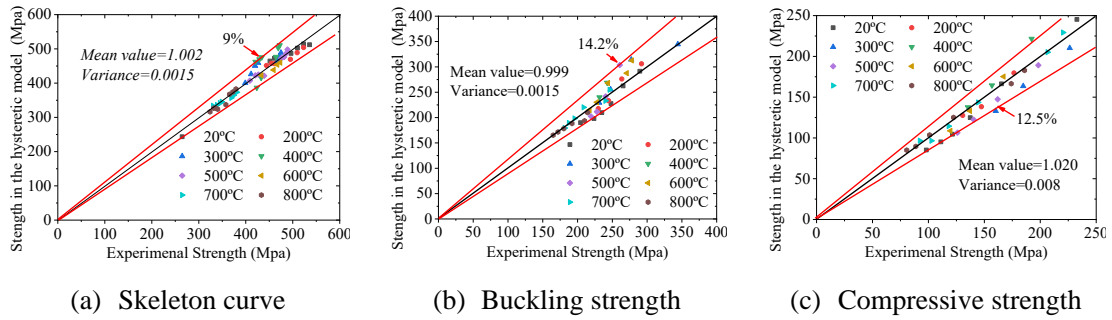 Stength in the hysteretic model (Mpa)
600
500
400
300
200
100
0
0 100 200 300 400 500 600
Experimenal Strength (Mpa)
(a)
9%
Mean value=1.002
Variance=0.0015
20ºC 200ºC
300ºC 400ºC
500ºC 600ºC
700ºC 800ºC
(a) Skeleton curve
Stength in the hysteretic model (Mpa)
400
350
300
250
200
150
100
50
0
0 50 100 150 200 250 300 350 400
Experimenal Strength (Mpa)
(b)
14.2%
Mean value=0.999
Variance=0.0015
20ºC 200ºC
300ºC 400ºC
500ºC 600ºC
700ºC 800ºC
(b) Buckling strength
Stength in the hysteretic model (Mpa)
250
200
150
100
50
0
0 50 100 150 200 250
Experimenal Strength (Mpa)
(c)
20ºC 200ºC
300ºC 400ºC
500ºC 600ºC
700ºC 800ºC
12.5%
Mean value=1.020
Variance=0.008
(c) Compressive strength